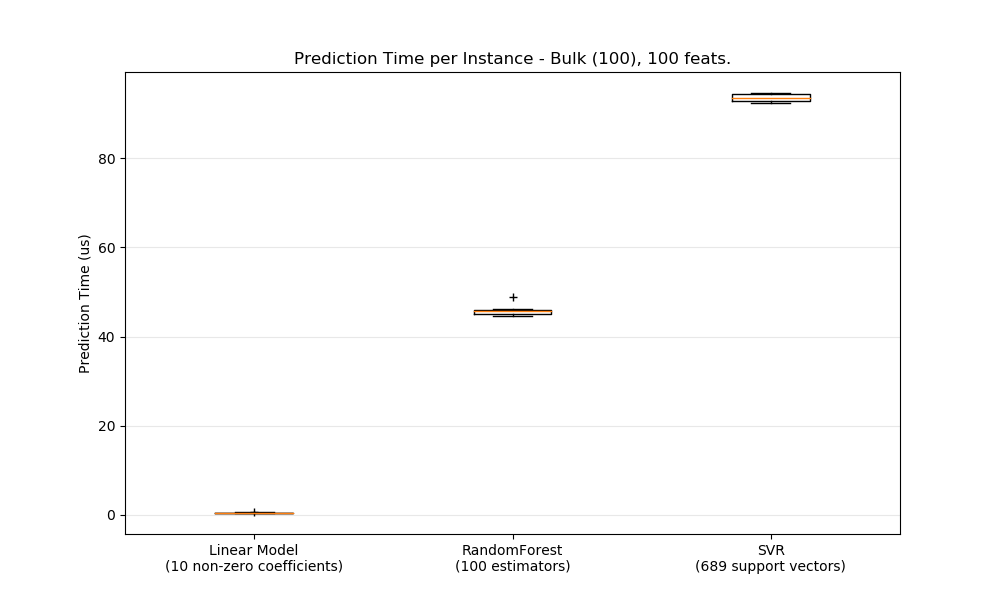 Prediction Time per Instance - Bulk (100), 100 feats.
Prediction Time (us)
80
60
40
20
0
Linear Model
(10 non-zero coefficients)
RandomForest
(100 estimators)
SVR
(689 support vectors)